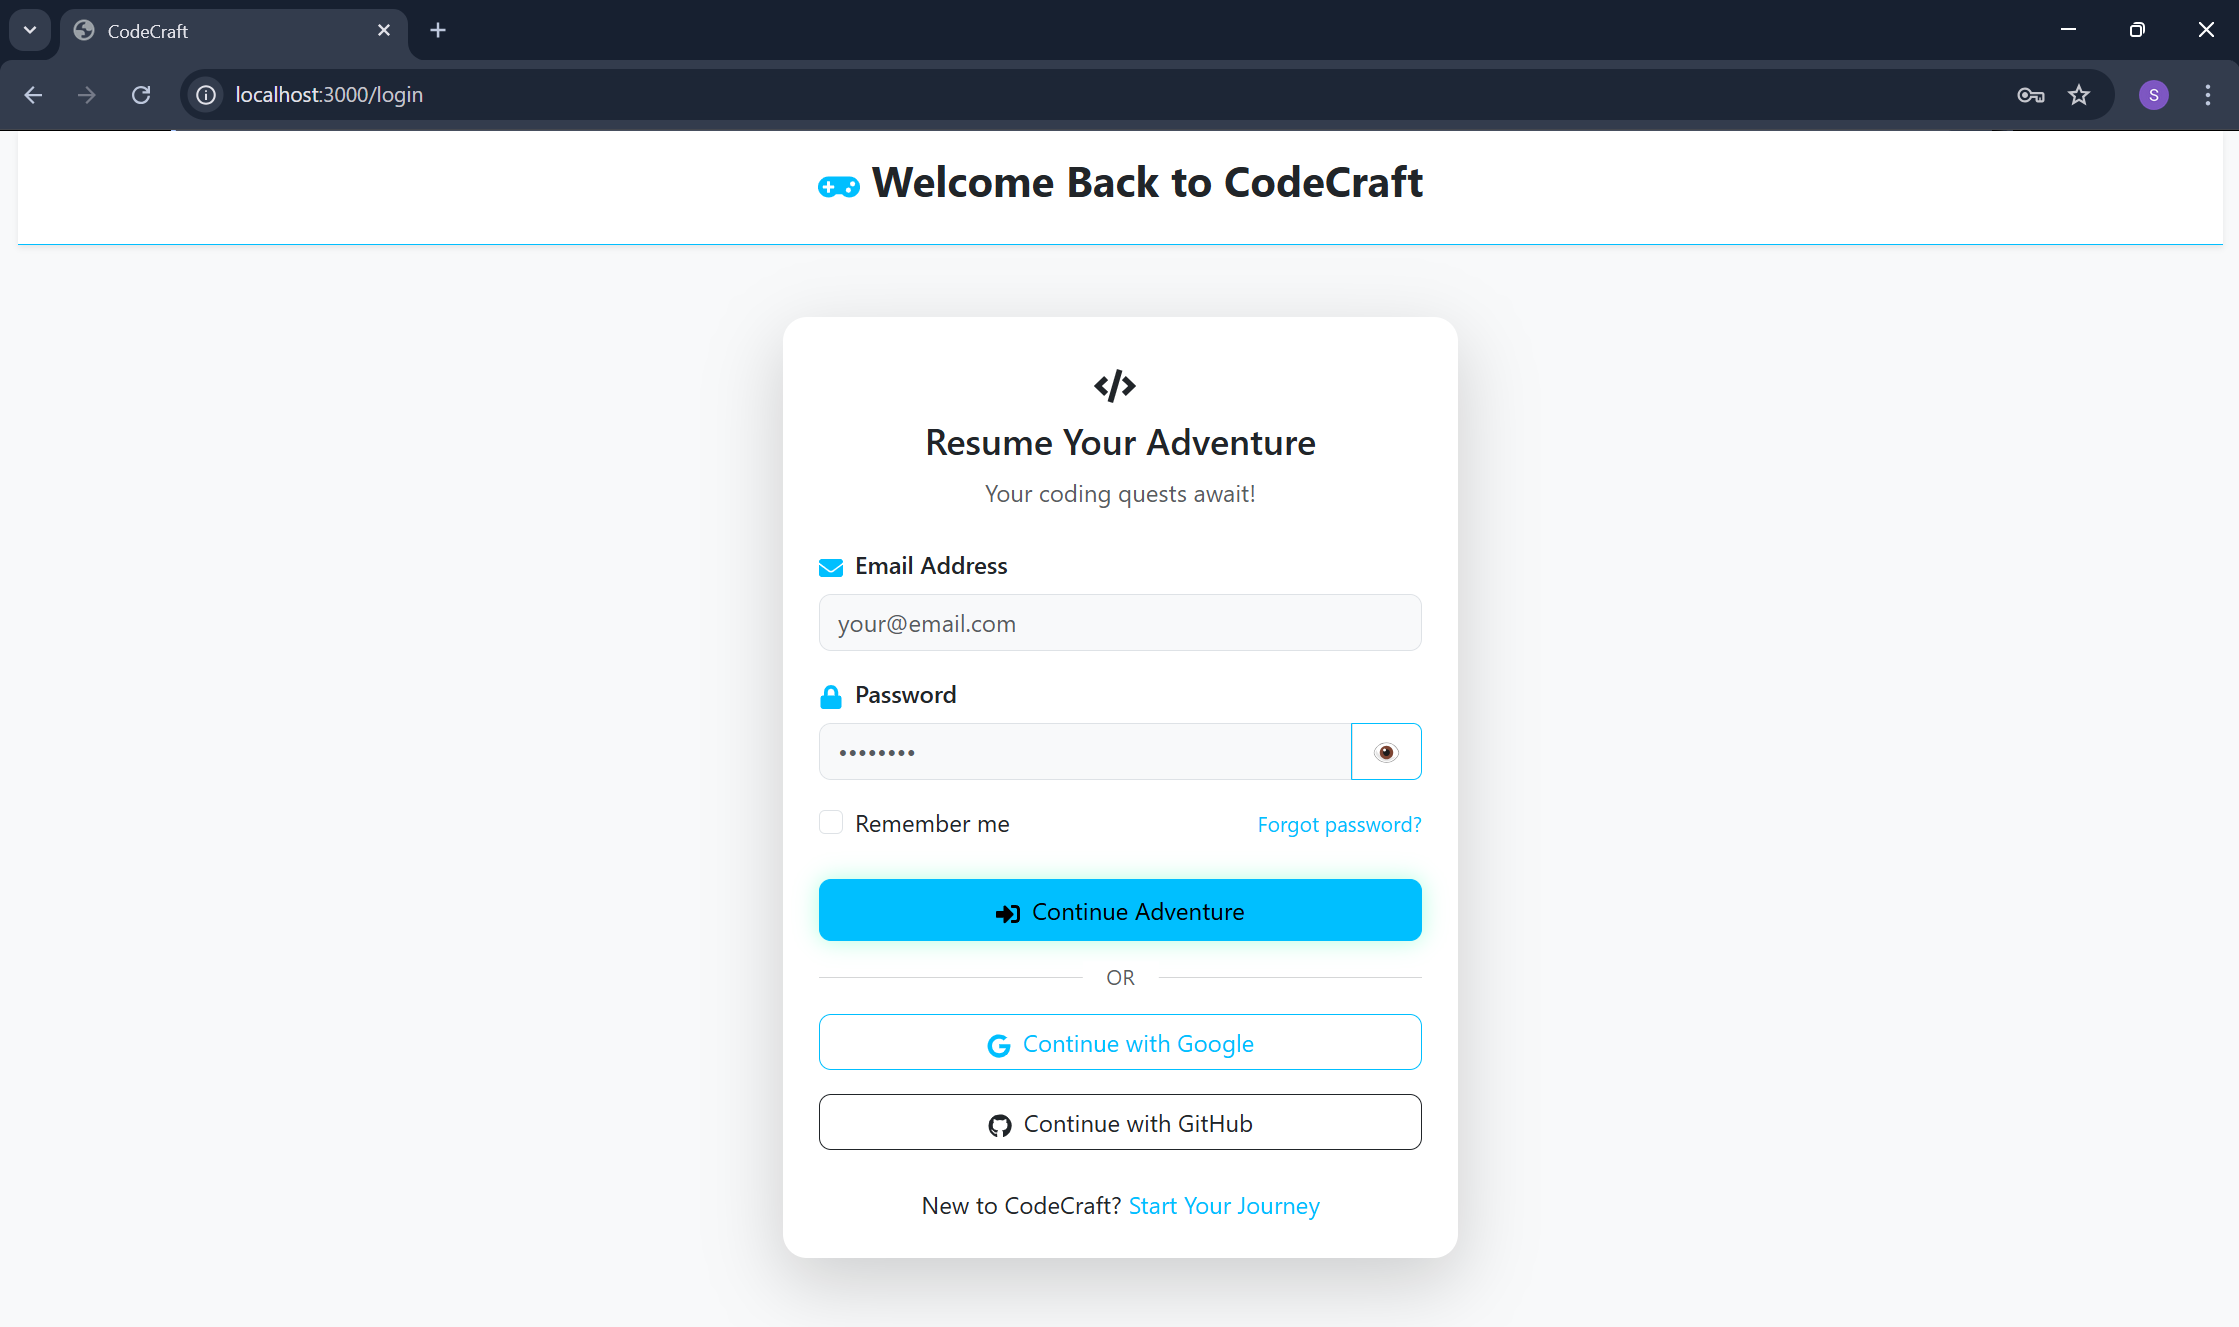 CodeCraft
localhost:3000/login
S
Welcome Back to CodeCraft
Resume Your Adventure
Your coding quests await!
Email Address
your@email.com
Password
••••••••
Remember me
Forgot password?
Continue Adventure
OR
Continue with Google
Continue with GitHub
New to CodeCraft? Start Your Journey